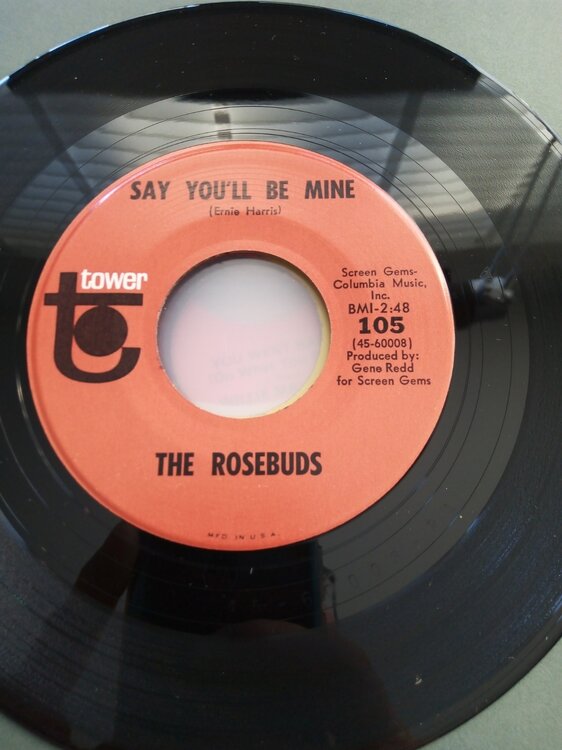 SAY YOU'LL BE MINE
(Ernie Harris)
tower
t
Screen Gems-
Columbia Music,
Inc.
BMI-2:48
105
(45-60008)
Produced by:
Gene Redd
for Screen Gems
THE ROSEBUDS
MFD IN U.S.A.